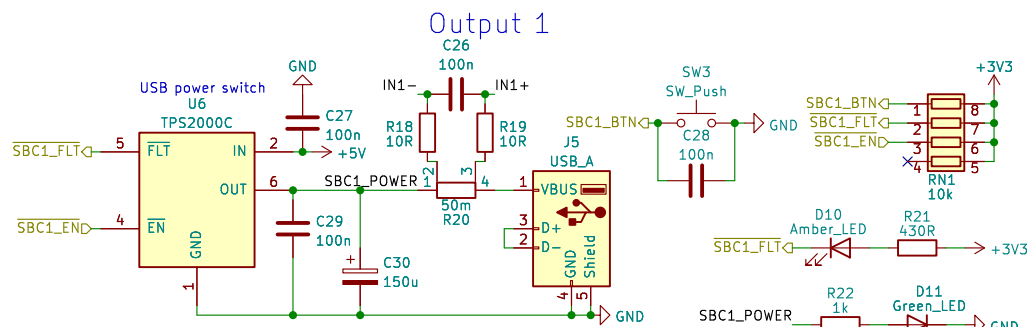 Output 1
USB power switch
U6
TPS2000C
SBC1_FLT
5
FLT
IN
2
+5V
GND
C27
100n
OUT
6
SBC1_EN
4
EN
GND
1
C29
100n
SBC1_POWER
C30
150u
+
IN1-
C26
100n
IN1+
R18
10R
R19
10R
2
3
1
4
50m
R20
J5
USB_A
1
VBUS
3
D+
2
D-
GND
Shield
4
5
GND
SW3
SW_Push
SBC1_BTN
GND
C28
100n
+3V3
SBC1_BTN
1
8
SBC1_FLT
2
7
SBC1_EN
3
6
4
5
RN1
10k
D10
Amber_LED
SBC1_FLT
R21
430R
+3V3
SBC1_POWER
R22
1k
D11
Green_LED
GND